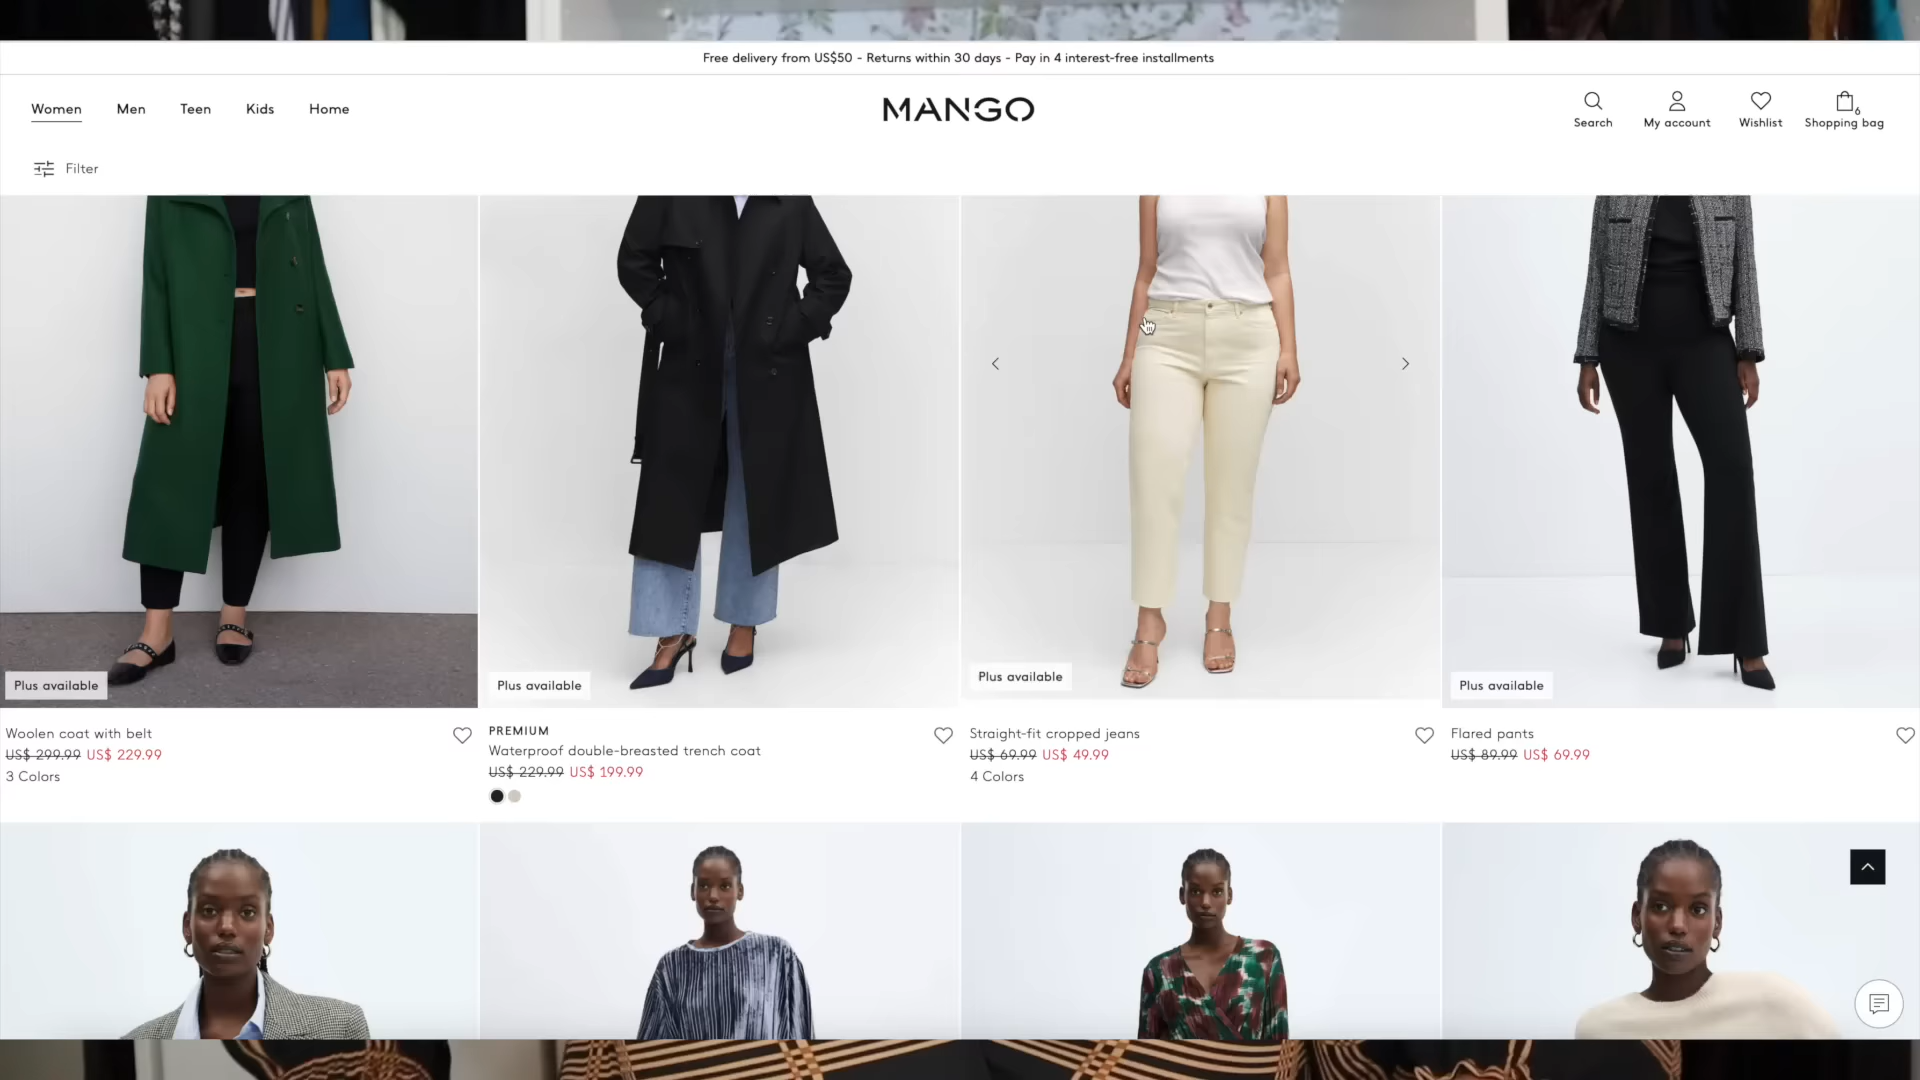 Free delivery from US$50 - Returns within 30 days - Pay in 4 interest-free installments
Women Men Teen Kids Home
MANGO
Search My account Wishlist Shopping bag 6
Filter
Plus available
Plus available
Plus available
Plus available
Woolen coat with belt
US$ 299.99 US$ 229.99
3 Colors
PREMIUM
Waterproof double-breasted trench coat
US$ 229.99 US$ 199.99
Straight-fit cropped jeans
US$ 69.99 US$ 49.99
4 Colors
Flared pants
US$ 89.99 US$ 69.99